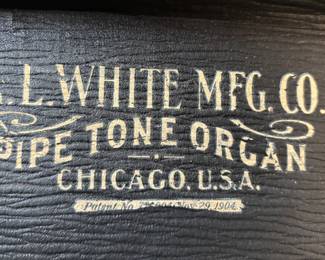 . L. WHITE MFG. CO.
PIPE TONE ORGAN
CHICAGO, U.S.A.
Patent No. Nov. 29, 1904